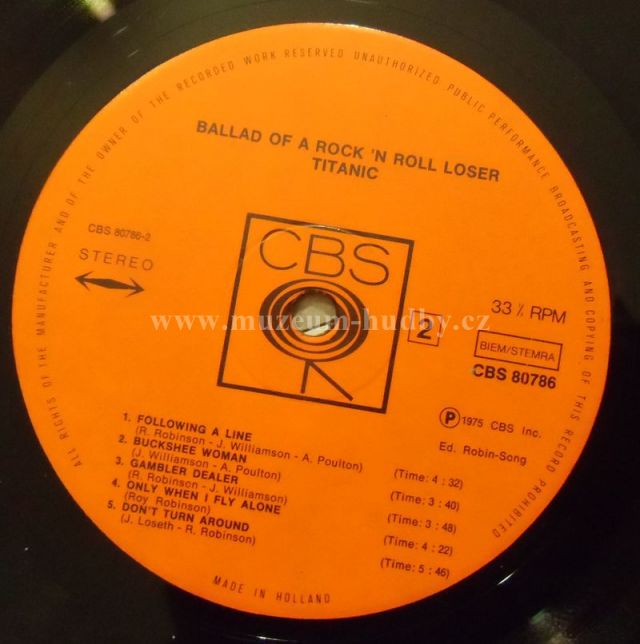 ALL RIGHTS OF THE MANUFACTURER AND OF THE OWNER OF THE RECORDED WORK RESERVED UNAUTHORIZED PUBLIC PERFORMANCE BROADCASTING AND COPYING OF THIS RECORD PROHIBITED
BALLAD OF A ROCK 'N ROLL LOSER
TITANIC
CBS 80786-2
STEREO
CBS
2
33 ⅓ RPM
BIEM/STEMRA
CBS 80786
www.muzeum-hudby.cz
Ⓟ 1975 CBS Inc.
Ed. Robin-Song
1. FOLLOWING A LINE
(R. Robinson - J. Williamson - A. Poulton) (Time: 4 : 32)
2. BUCKSHEE WOMAN
(J. Williamson - A. Poulton) (Time: 3 : 40)
3. GAMBLER DEALER
(R. Robinson - J. Williamson) (Time: 3 : 48)
4. ONLY WHEN I FLY ALONE
(Roy Robinson) (Time: 4 : 22)
5. DON'T TURN AROUND
(J. Loseth - R. Robinson) (Time: 5 : 46)
MADE IN HOLLAND